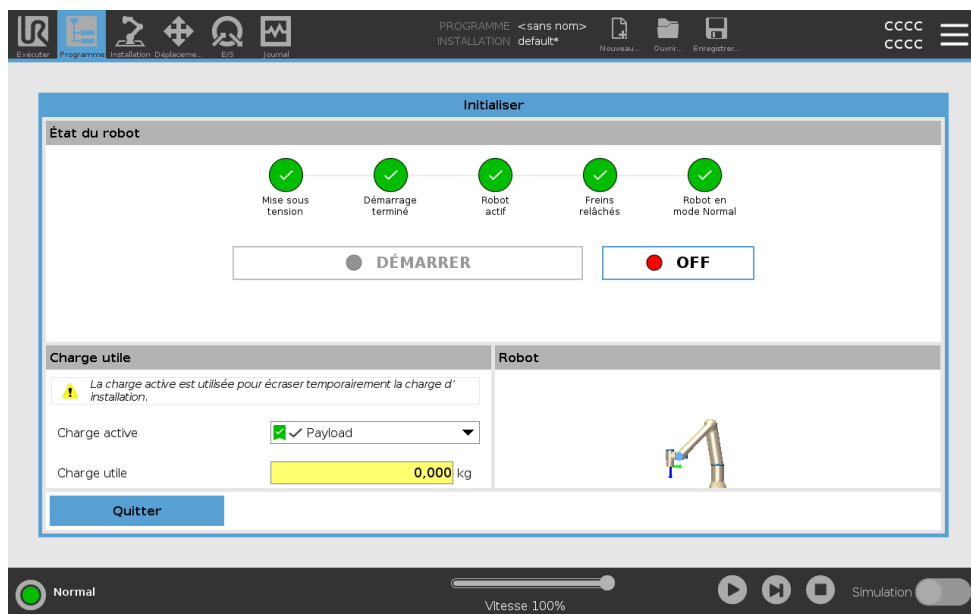 PROGRAMME <sans nom>
INSTALLATION default*
cccc
cccc
Exécuter Programme Installation Déplaceme... E/S Journal
Nouveau... Ouvrir... Enregistrer...
Initialiser
État du robot
Mise sous tension
Démarrage terminé
Robot actif
Freins relâchés
Robot en mode Normal
DÉMARRER
OFF
Charge utile
Robot
La charge active est utilisée pour écraser temporairement la charge d'
installation.
Charge active
Payload
Charge utile
0,000 kg
Quitter
Normal
Vitesse 100%
Simulation